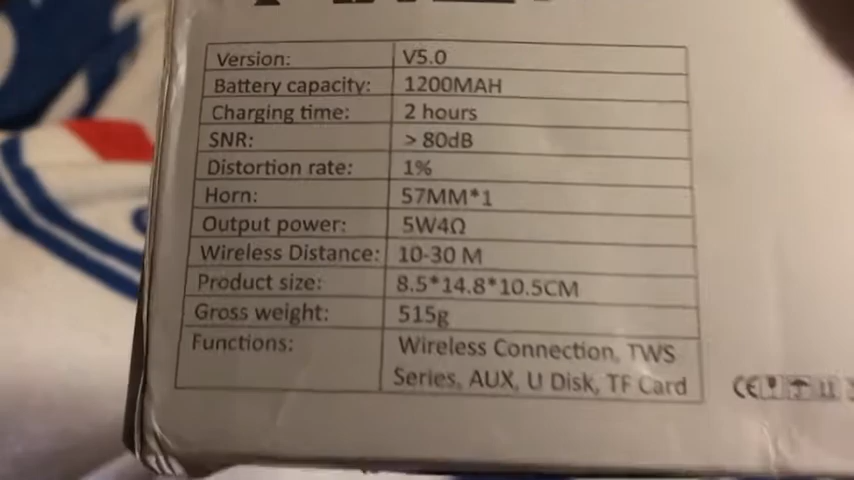 Version: V5.0
Battery capacity: 1200MAH
Charging time: 2 hours
SNR: > 80dB
Distortion rate: 1%
Horn: 57MM*1
Output power: 5W4Ω
Wireless Distance: 10-30 M
Product size: 8.5*14.8*10.5CM
Gross weight: 515g
Functions: Wireless Connection, TWS
Series, AUX, U Disk, TF Card
CE